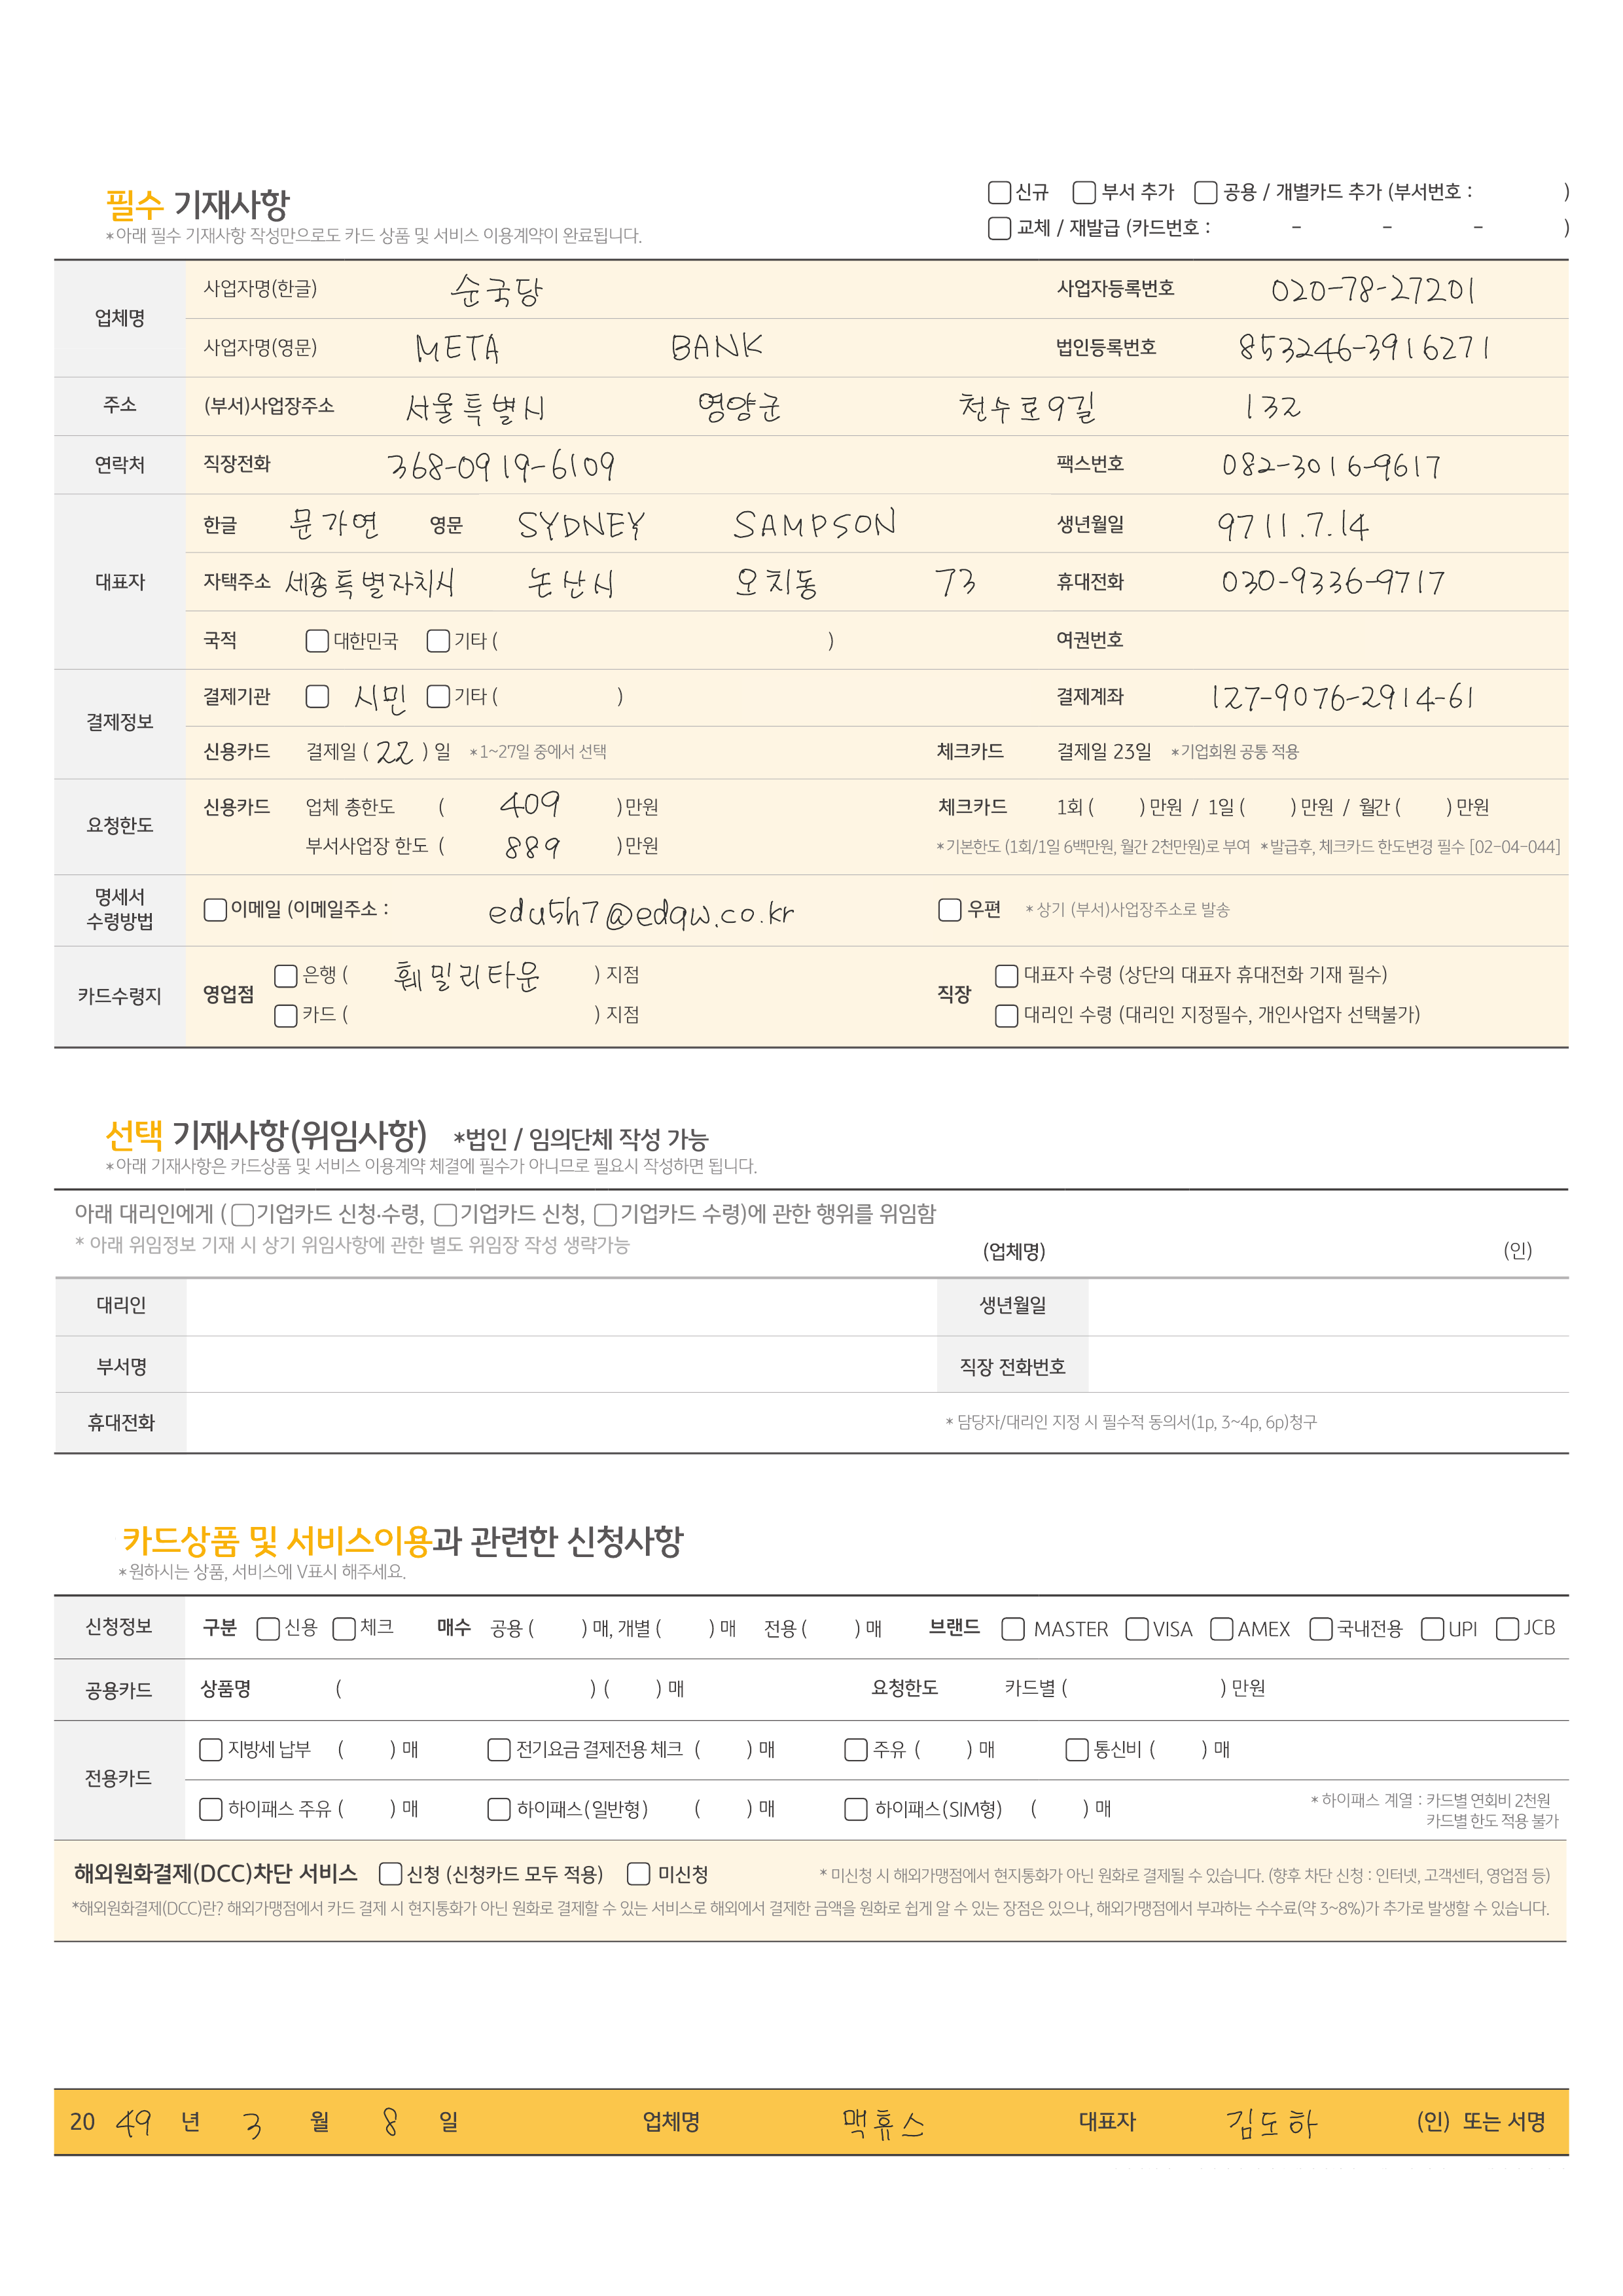 필수 기재사항
*아래 필수 기재사항 작성만으로도 카드 상품 및 서비스 이용계약이 완료됩니다.
신규 부서 추가 공용 / 개별카드 추가 (부서번호 : )
교체 / 재발급 (카드번호 : - - - )
업체명 사업자명(한글) 순국당 사업자등록번호 020-78-27201
사업자명(영문) META BANK 법인등록번호 853246-3916271
주소 (부서)사업장주소 서울특별시 영양군 천수로9길 132
연락처 직장전화 368-0919-6109 팩스번호 082-3016-9617
대표자 한글 문가연 영문 SYDNEY SAMPSON 생년월일 9711.7.14
자택주소 세종특별자치시 논산시 오치동 73 휴대전화 030-9336-9717
국적 대한민국 기타 ( ) 여권번호
결제정보 결제기관 시민 기타 ( ) 결제계좌 127-9076-2914-61
신용카드 결제일 ( 22 ) 일 *1~27일 중에서 선택 체크카드 결제일 23일 *기업회원 공통 적용
요청한도 신용카드 업체 총한도 ( 409 )만원 체크카드 1회 ( ) 만원 / 1일 ( ) 만원 / 월간 ( ) 만원
부서사업장 한도 ( 889 )만원 *기본한도 (1회/1일 6백만원, 월간 2천만원)로 부여 *발급후, 체크카드 한도변경 필수 [02-04-044]
명세서 수령방법 이메일 (이메일주소 : edu5h7@edqw.co.kr 우편 * 상기 (부서)사업장주소로 발송
카드수령지 영업점 은행 ( 훼밀리타운 ) 지점 직장 대표자 수령 (상단의 대표자 휴대전화 기재 필수)
카드 ( ) 지점 대리인 수령 (대리인 지정필수, 개인사업자 선택불가)
선택 기재사항(위임사항) *법인 / 임의단체 작성 가능
*아래 기재사항은 카드상품 및 서비스 이용계약 체결에 필수가 아니므로 필요시 작성하면 됩니다.
아래 대리인에게 ( 기업카드 신청·수령, 기업카드 신청, 기업카드 수령)에 관한 행위를 위임함
* 아래 위임정보 기재 시 상기 위임사항에 관한 별도 위임장 작성 생략가능 (업체명) (인)
대리인 생년월일
부서명 직장 전화번호
휴대전화 * 담당자/대리인 지정 시 필수적 동의서(1p, 3~4p, 6p)청구
카드상품 및 서비스이용과 관련한 신청사항
*원하시는 상품, 서비스에 V표시 해주세요.
신청정보 구분 신용 체크 매수 공용 ( ) 매, 개별 ( ) 매 전용 ( ) 매 브랜드 MASTER VISA AMEX 국내전용 UPI JCB
공용카드 상품명 ( ) ( ) 매 요청한도 카드별 ( ) 만원
전용카드 지방세 납부 ( ) 매 전기요금 결제전용 체크 ( ) 매 주유 ( ) 매 통신비 ( ) 매
하이패스 주유 ( ) 매 하이패스(일반형) ( ) 매 하이패스(SIM형) ( ) 매 * 하이패스 계열 : 카드별 연회비 2천원
카드별 한도 적용 불가
해외원화결제(DCC)차단 서비스 신청 (신청카드 모두 적용) 미신청 * 미신청 시 해외가맹점에서 현지통화가 아닌 원화로 결제될 수 있습니다. (향후 차단 신청 : 인터넷, 고객센터, 영업점 등)
*해외원화결제(DCC)란? 해외가맹점에서 카드 결제 시 현지통화가 아닌 원화로 결제할 수 있는 서비스로 해외에서 결제한 금액을 원화로 쉽게 알 수 있는 장점은 있으나, 해외가맹점에서 부과하는 수수료(약 3~8%)가 추가로 발생할 수 있습니다.
20 49 년 3 월 8 일 업체명 맥휴스 대표자 김도하 (인) 또는 서명